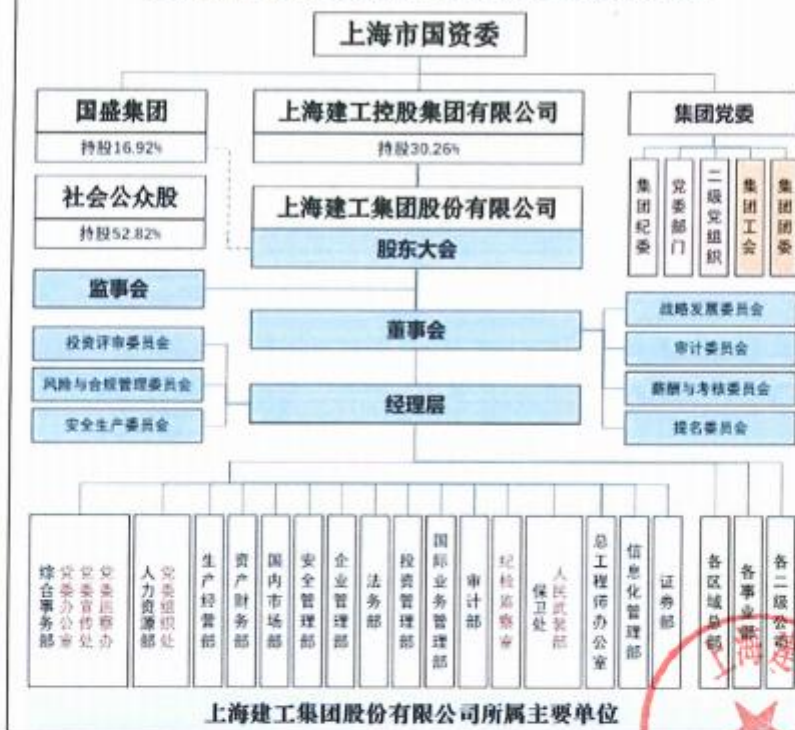 上海市国资委
国盛集团
持股16.92%
上海建工控股集团有限公司
持股30.26%
集团党委
社会公众股
持股52.82%
上海建工集团股份有限公司
股东大会
集团纪委
党委部门
二级党组织
集团工会
集团团委
监事会
董事会
战略发展委员会
审计委员会
薪酬与考核委员会
提名委员会
投资评审委员会
风险与合规管理委员会
安全生产委员会
经理层
综合事务部
党委办公室
党委宣传处
党委巡察办
人力资源部
党委组织处
生产经营部
资产财务部
国内市场部
安全管理部
企业管理部
法务部
投资管理部
国际业务管理部
审计部
纪检监察室
保卫处
人民武装部
总工程师办公室
信息化管理部
证券部
各区域总部
各事业部
各二级公司
上海建
上海建工集团股份有限公司所属主要单位